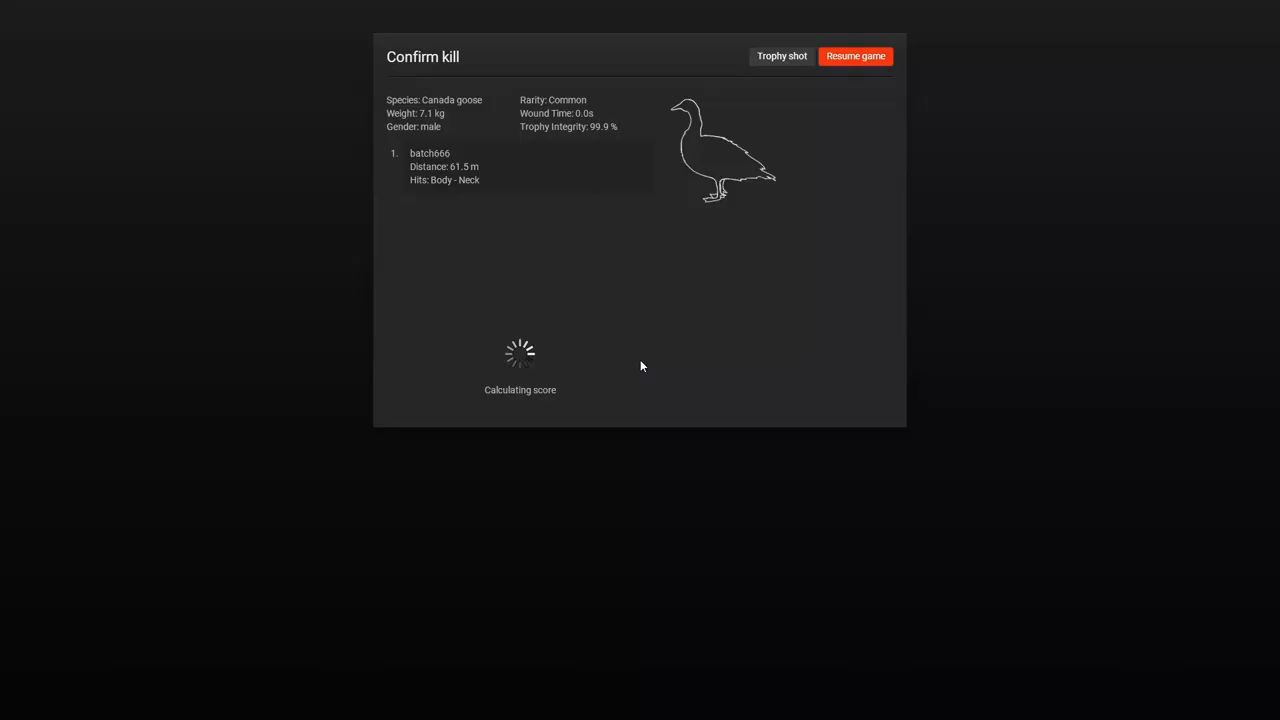 Confirm kill
Trophy shot
Resume game
Species: Canada goose
Weight: 7.1 kg
Gender: male
Rarity: Common
Wound Time: 0.0s
Trophy Integrity: 99.9 %
1. batch666
Distance: 61.5 m
Hits: Body - Neck
Calculating score